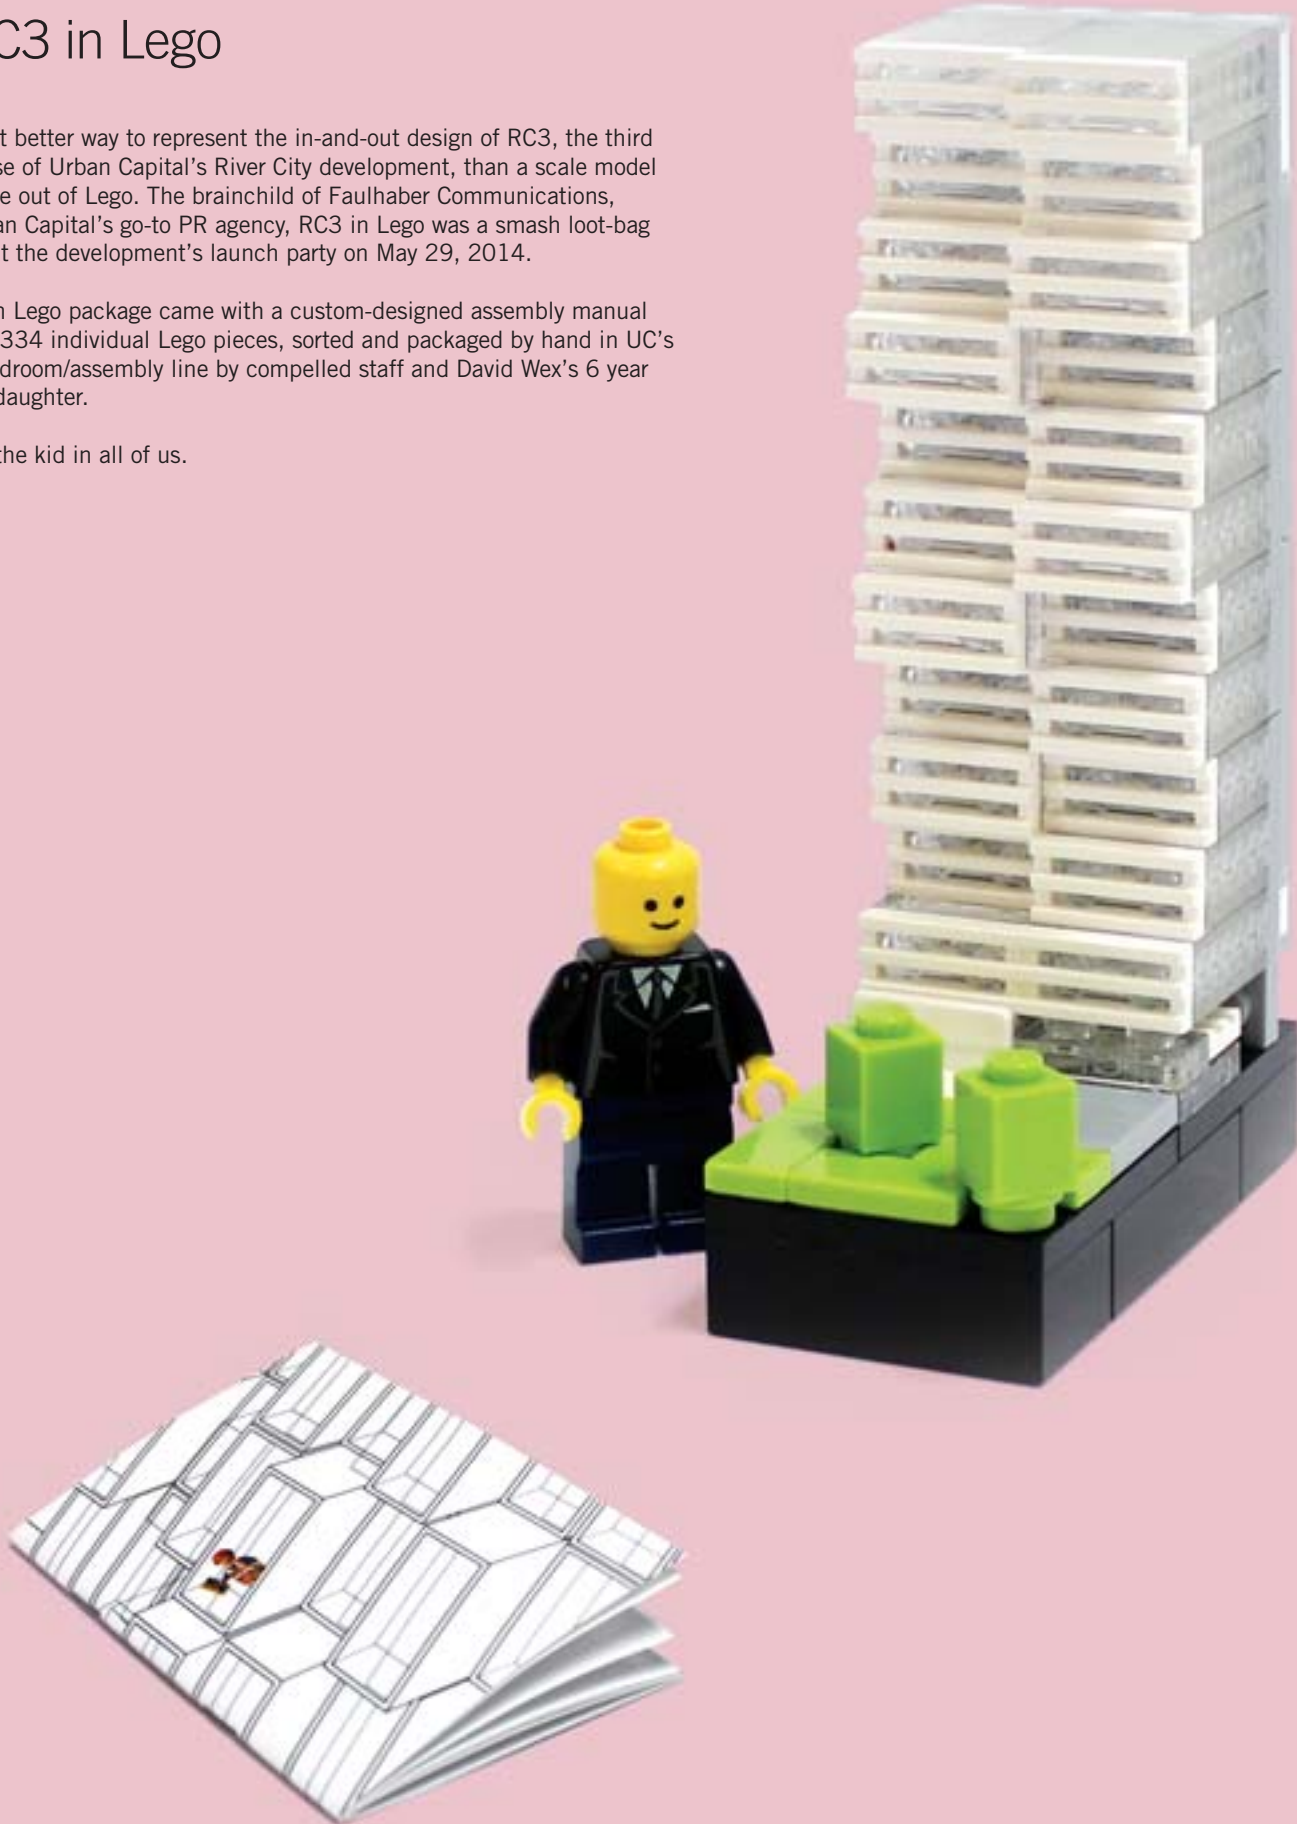 C3 in Lego
t better way to represent the in-and-out design of RC3, the third
se of Urban Capital's River City development, than a scale model
e out of Lego. The brainchild of Faulhaber Communications,
an Capital's go-to PR agency, RC3 in Lego was a smash loot-bag
t the development's launch party on May 29, 2014.
n Lego package came with a custom-designed assembly manual
334 individual Lego pieces, sorted and packaged by hand in UC's
rdroom/assembly line by compelled staff and David Wex's 6 year
daughter.
the kid in all of us.